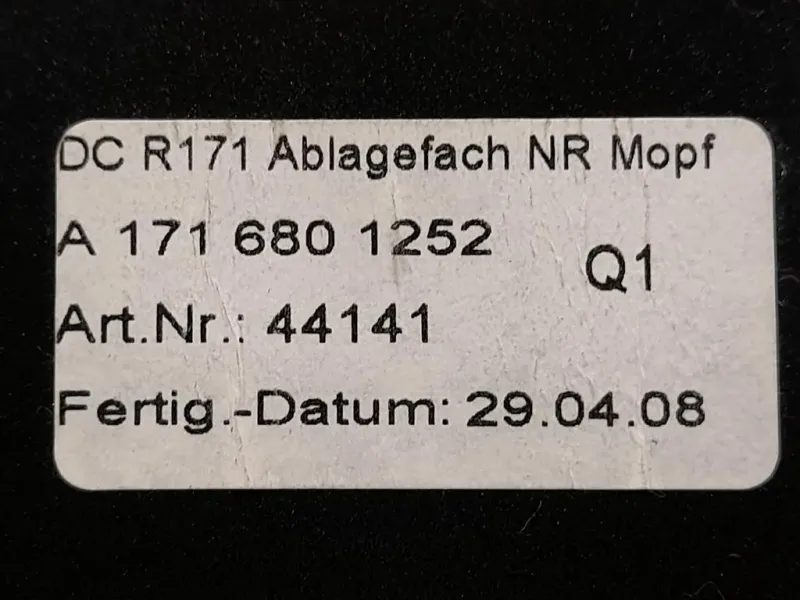 DC R171 Ablagefach NR Mopf
A 171 680 1252
Q1
Art.Nr.: 44141
Fertig.-Datum: 29.04.08